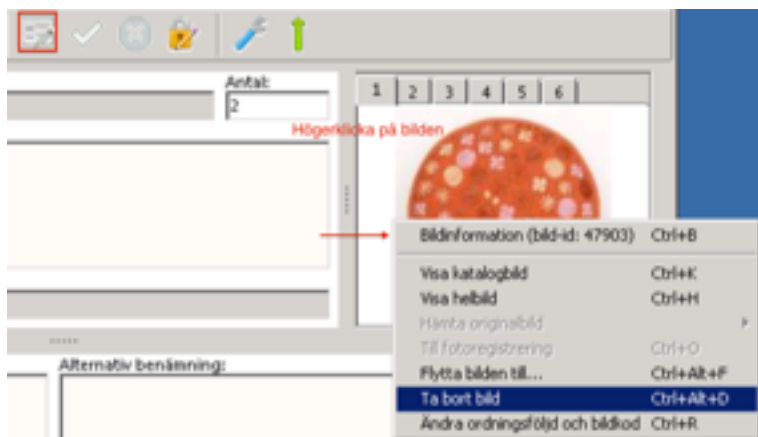 Antal:
2
1 2 3 4 5 6
Högerklicka på bilden
Bildinformation (bild-id: 47903) Ctrl+B
Visa katalogbild Ctrl+K
Visa helbild Ctrl+H
Hämta originalbild
Till fotoregistrering Ctrl+O
Flytta bilden till... Ctrl+Alt+F
Ta bort bild Ctrl+Alt+D
Ändra ordningsföljd och bildkod Ctrl+R
Alternativ benämning: